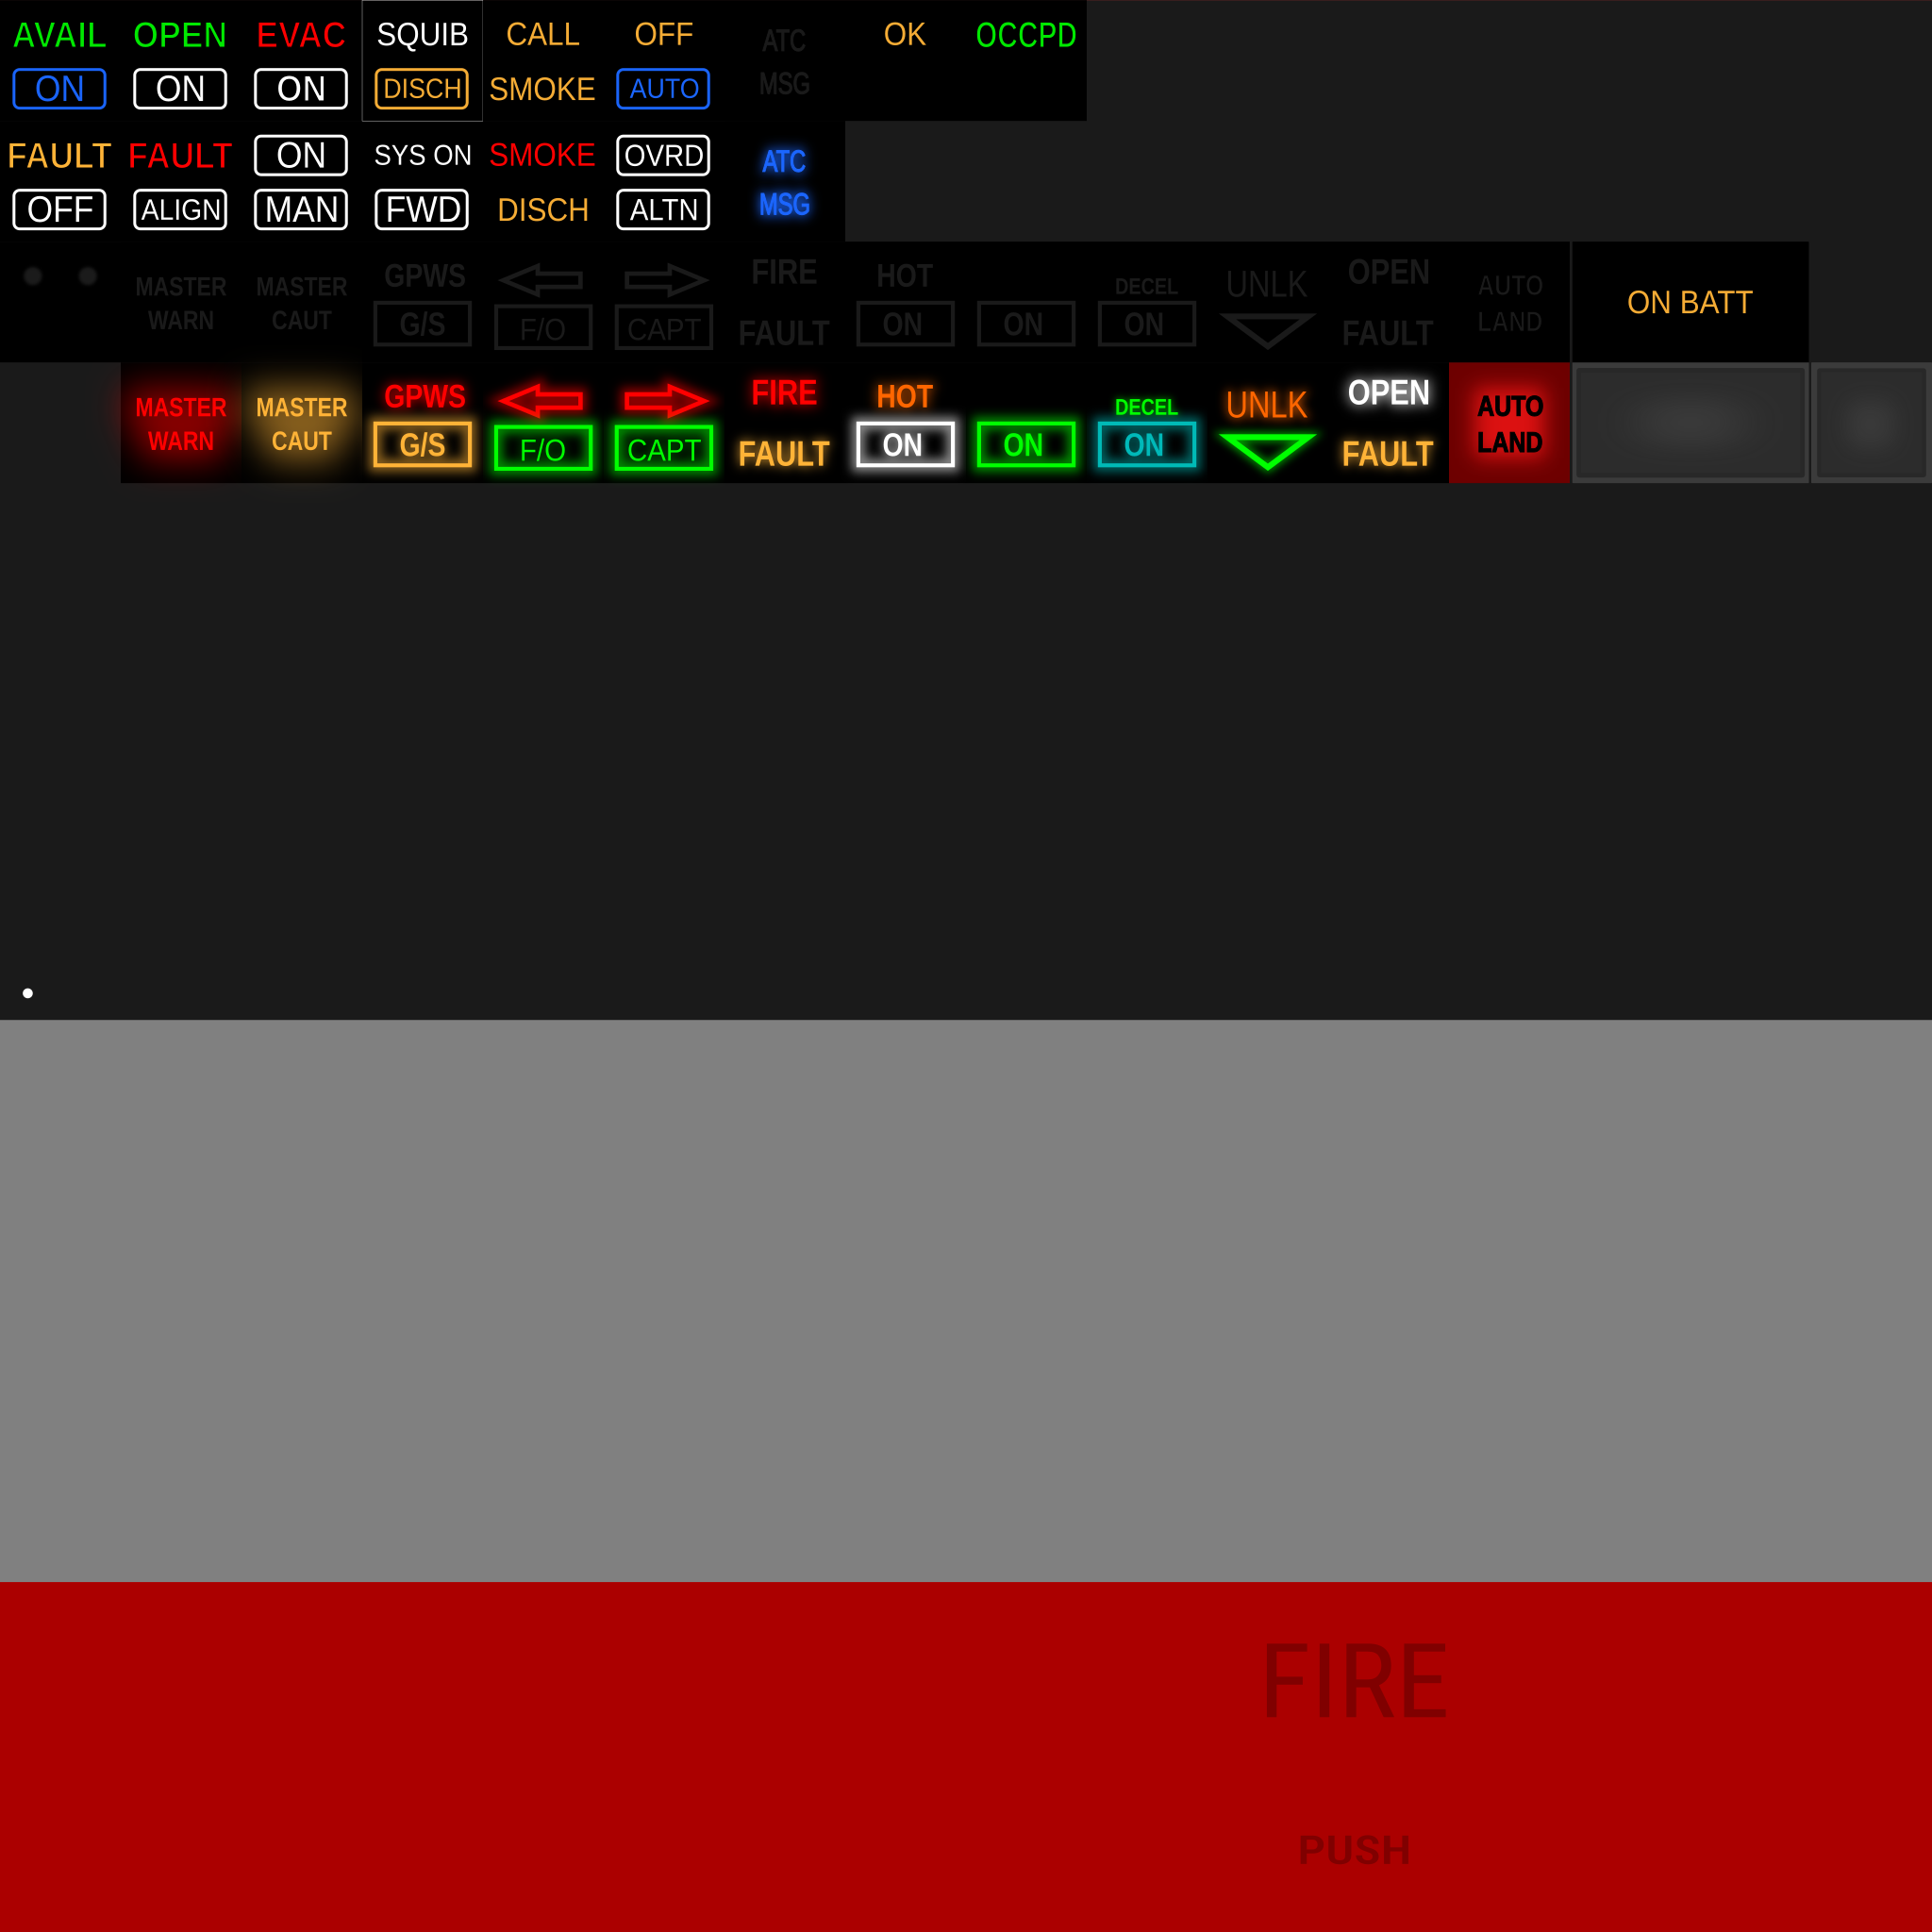 AVAIL OPEN EVAC SQUIB CALL OFF ATC OK OCCPD
ON ON ON DISCH SMOKE AUTO MSG
FAULT FAULT ON SYS ON SMOKE OVRD ATC
OFF ALIGN MAN FWD DISCH ALTN MSG
MASTER MASTER GPWS FIRE HOT DECEL UNLK OPEN AUTO ON BATT
WARN CAUT G/S F/O CAPT FAULT ON ON ON FAULT LAND
MASTER MASTER GPWS FIRE HOT DECEL UNLK OPEN AUTO
WARN CAUT G/S F/O CAPT FAULT ON ON ON FAULT LAND
FIRE
PUSH